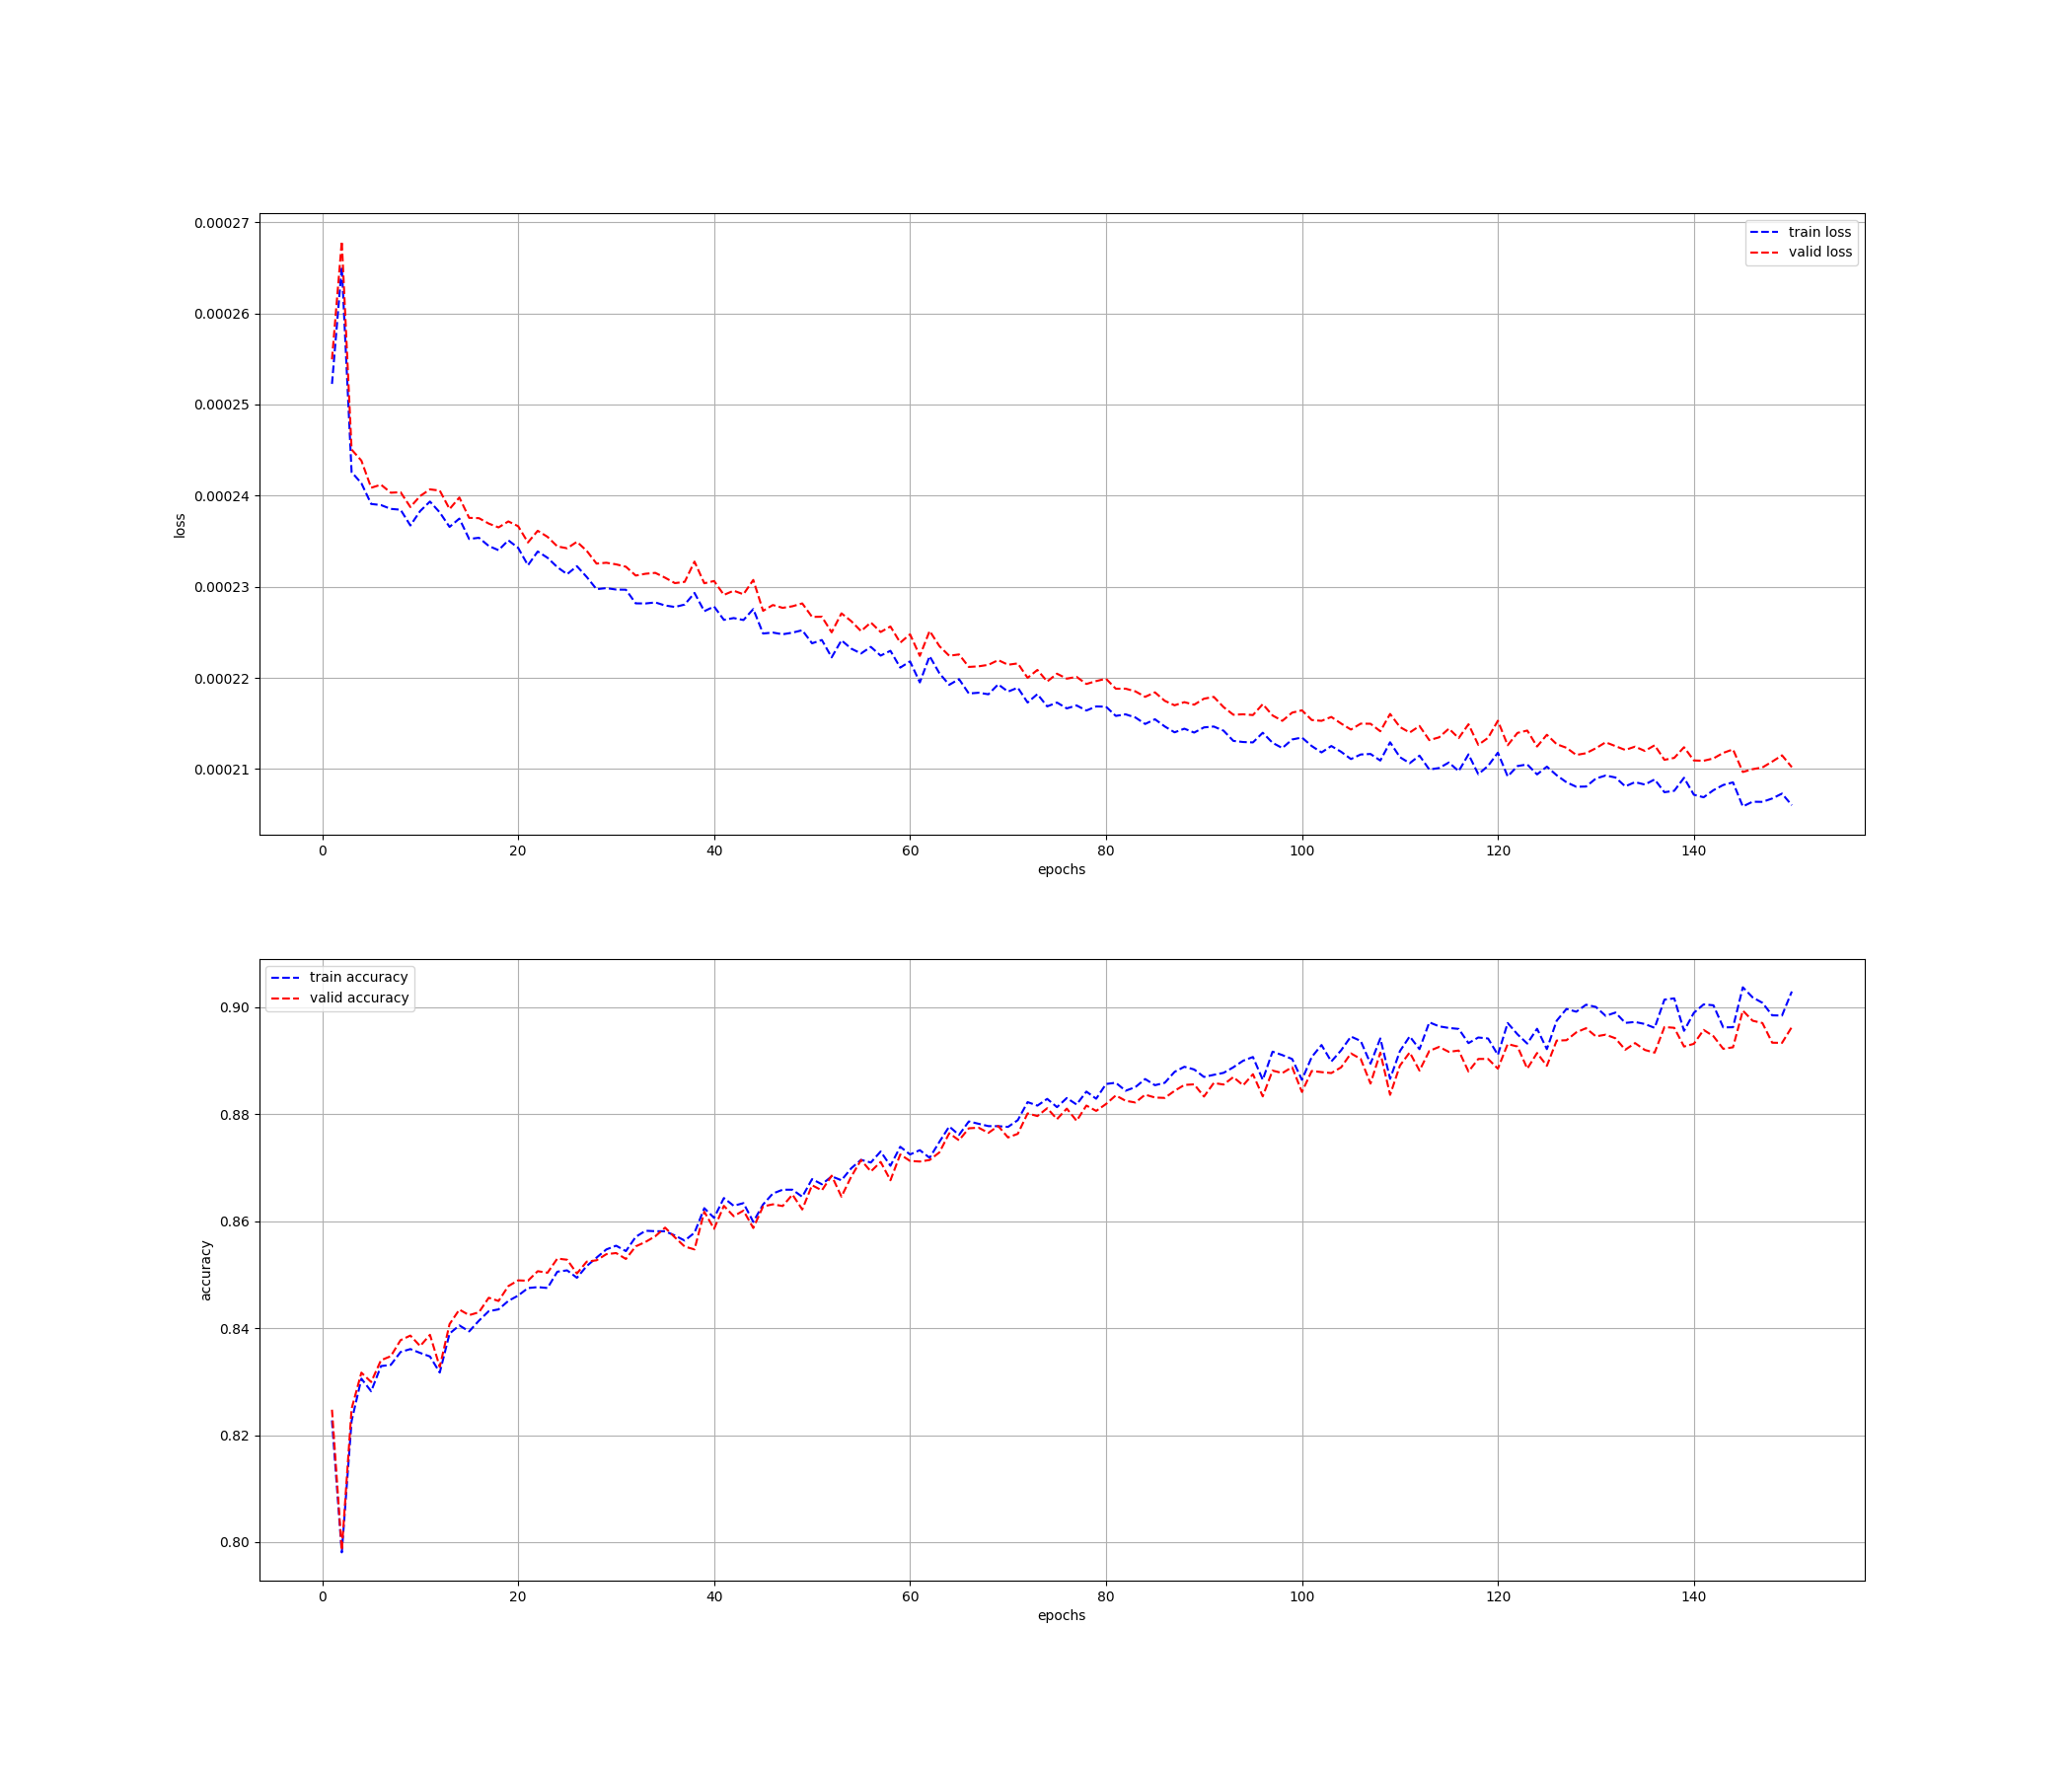 0.00027
0.00026
0.00025
0.00024
0.00023
0.00022
0.00021
loss
train loss
valid loss
0 20 40 60 80 100 120 140
epochs
train accuracy
valid accuracy
0.90
0.88
0.86
0.84
0.82
0.80
accuracy
0 20 40 60 80 100 120 140
epochs